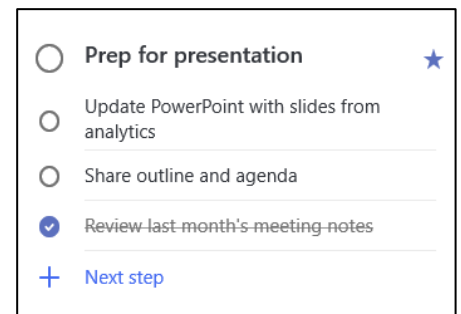 Prep for presentation
Update PowerPoint with slides from
analytics
Share outline and agenda
Review last month's meeting notes
Next step